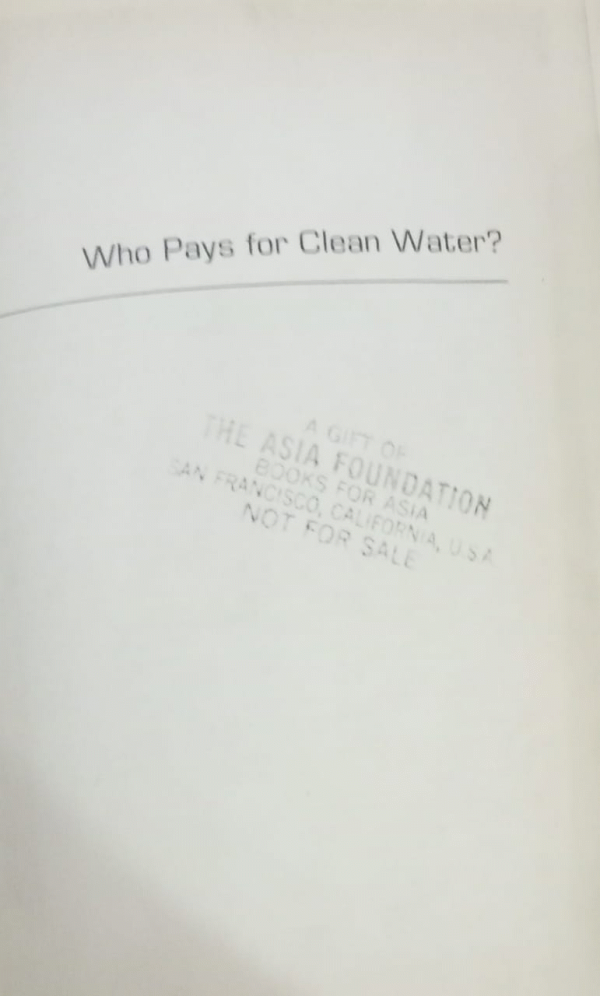 Who Pays for Clean Water?
A GIFT OF
THE ASIA FOUNDATION
BOOKS FOR ASIA
SAN FRANCISCO, CALIFORNIA, U.S.A
NOT FOR SALE